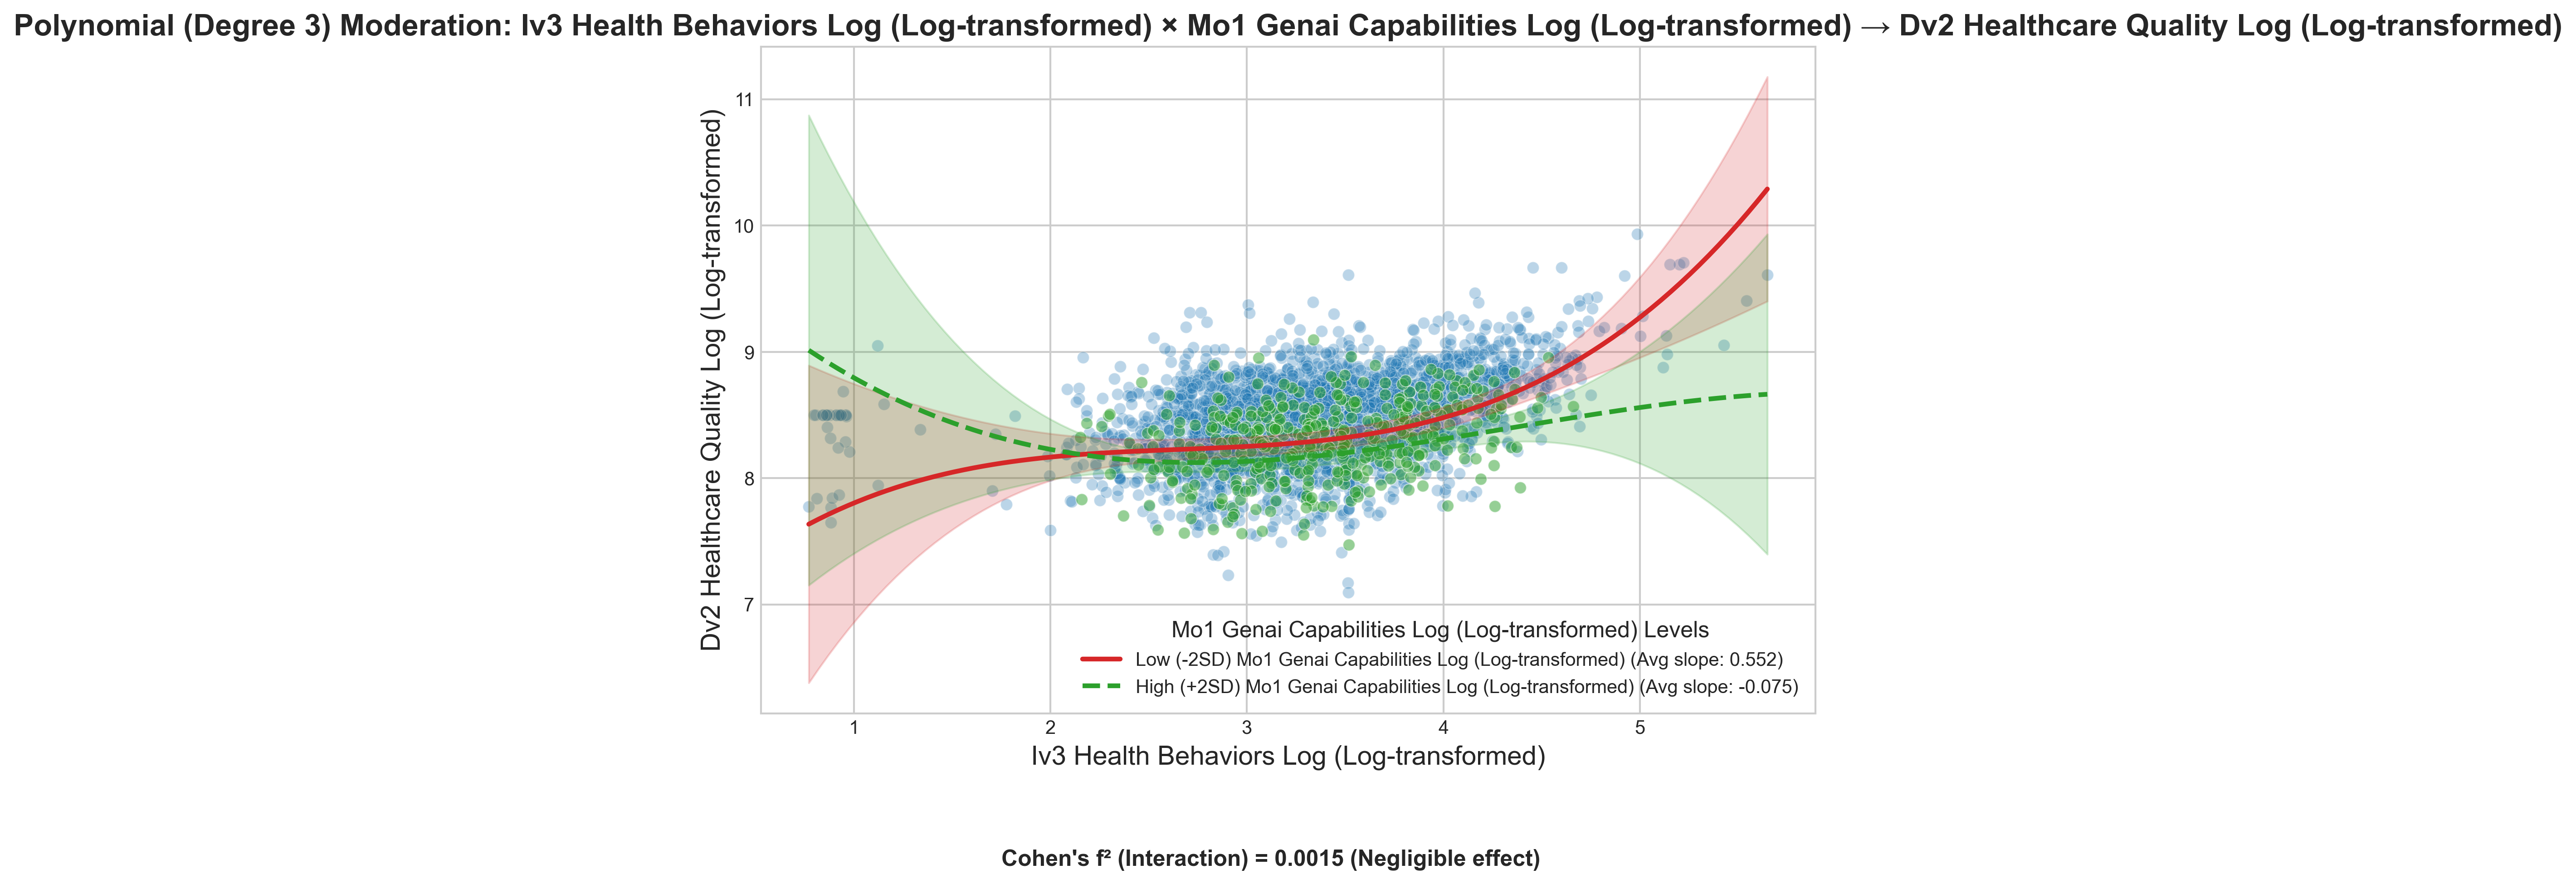 Polynomial (Degree 3) Moderation: Iv3 Health Behaviors Log (Log-transformed) × Mo1 Genai Capabilities Log (Log-transformed) → Dv2 Healthcare Quality Log (Log-transformed)
Dv2 Healthcare Quality Log (Log-transformed)
11
10
9
8
7
Mo1 Genai Capabilities Log (Log-transformed) Levels
Low (-2SD) Mo1 Genai Capabilities Log (Log-transformed) (Avg slope: 0.552)
High (+2SD) Mo1 Genai Capabilities Log (Log-transformed) (Avg slope: -0.075)
1 2 3 4 5
Iv3 Health Behaviors Log (Log-transformed)
Cohen's f² (Interaction) = 0.0015 (Negligible effect)